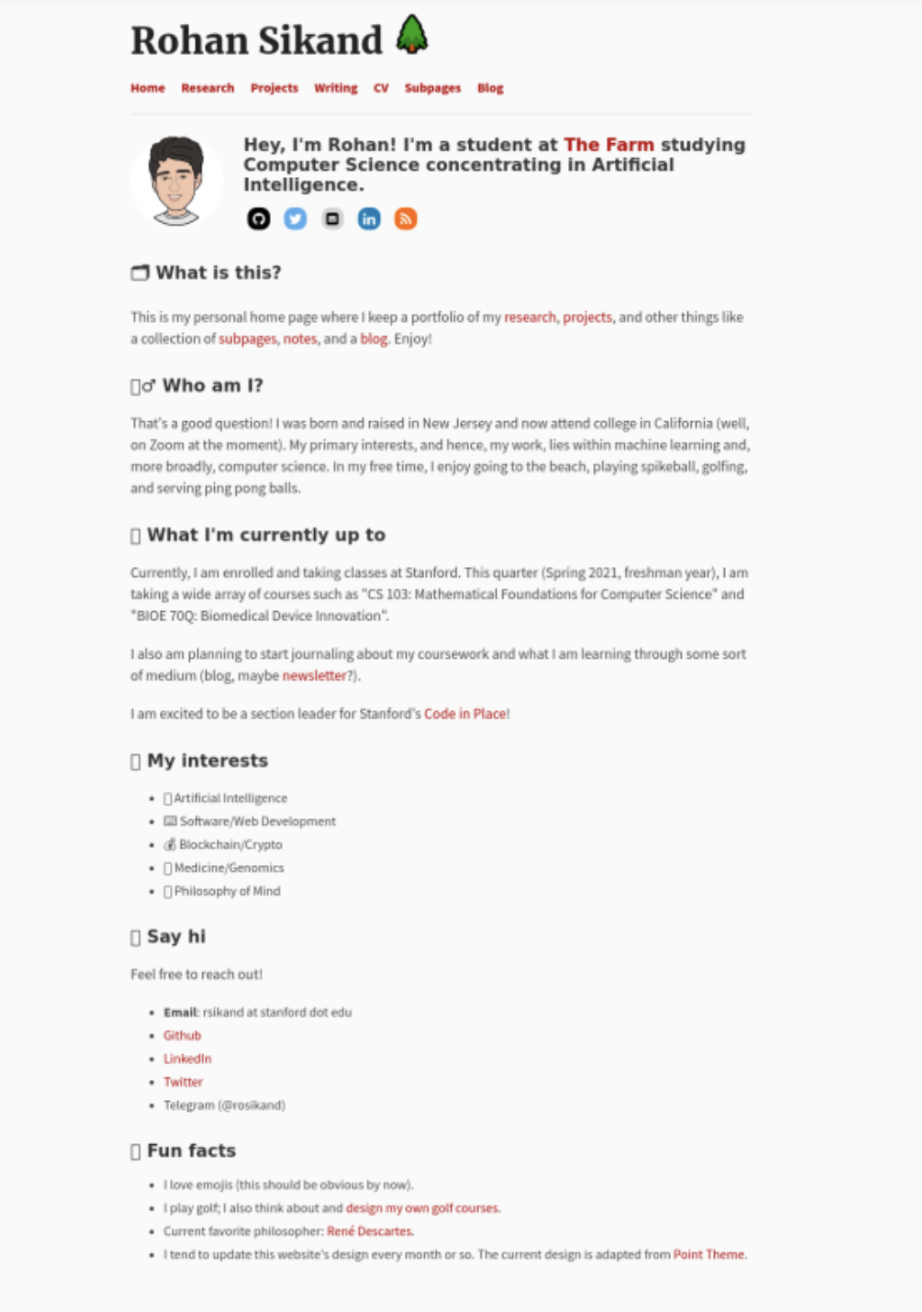 Rohan Sikand
Home Research Projects Writing CV Subpages Blog
Hey, I'm Rohan! I'm a student at The Farm studying
Computer Science concentrating in Artificial
Intelligence.
in
What is this?
This is my personal home page where I keep a portfolio of my research, projects, and other things like
a collection of subpages, notes, and a blog. Enjoy!
Who am I?
That's a good question! I was born and raised in New Jersey and now attend college in California (well,
on Zoom at the moment). My primary interests, and hence, my work, lies within machine learning and,
more broadly, computer science. In my free time, I enjoy going to the beach, playing spikeball, golfing,
and serving ping pong balls.
What I'm currently up to
Currently, I am enrolled and taking classes at Stanford. This quarter (Spring 2021, freshman year), I am
taking a wide array of courses such as "CS 103: Mathematical Foundations for Computer Science" and
"BIOE 70Q: Biomedical Device Innovation".
I also am planning to start journaling about my coursework and what I am learning through some sort
of medium (blog, maybe newsletter?).
I am excited to be a section leader for Stanford's Code in Place!
My interests
• Artificial Intelligence
• Software/Web Development
• Blockchain/Crypto
• Medicine/Genomics
• Philosophy of Mind
Say hi
Feel free to reach out!
• Email: rsikand at stanford dot edu
• Github
• LinkedIn
• Twitter
• Telegram (@rosikand)
Fun facts
• I love emojis (this should be obvious by now).
• I play golf; I also think about and design my own golf courses.
• Current favorite philosopher: René Descartes.
• I tend to update this website's design every month or so. The current design is adapted from Point Theme.